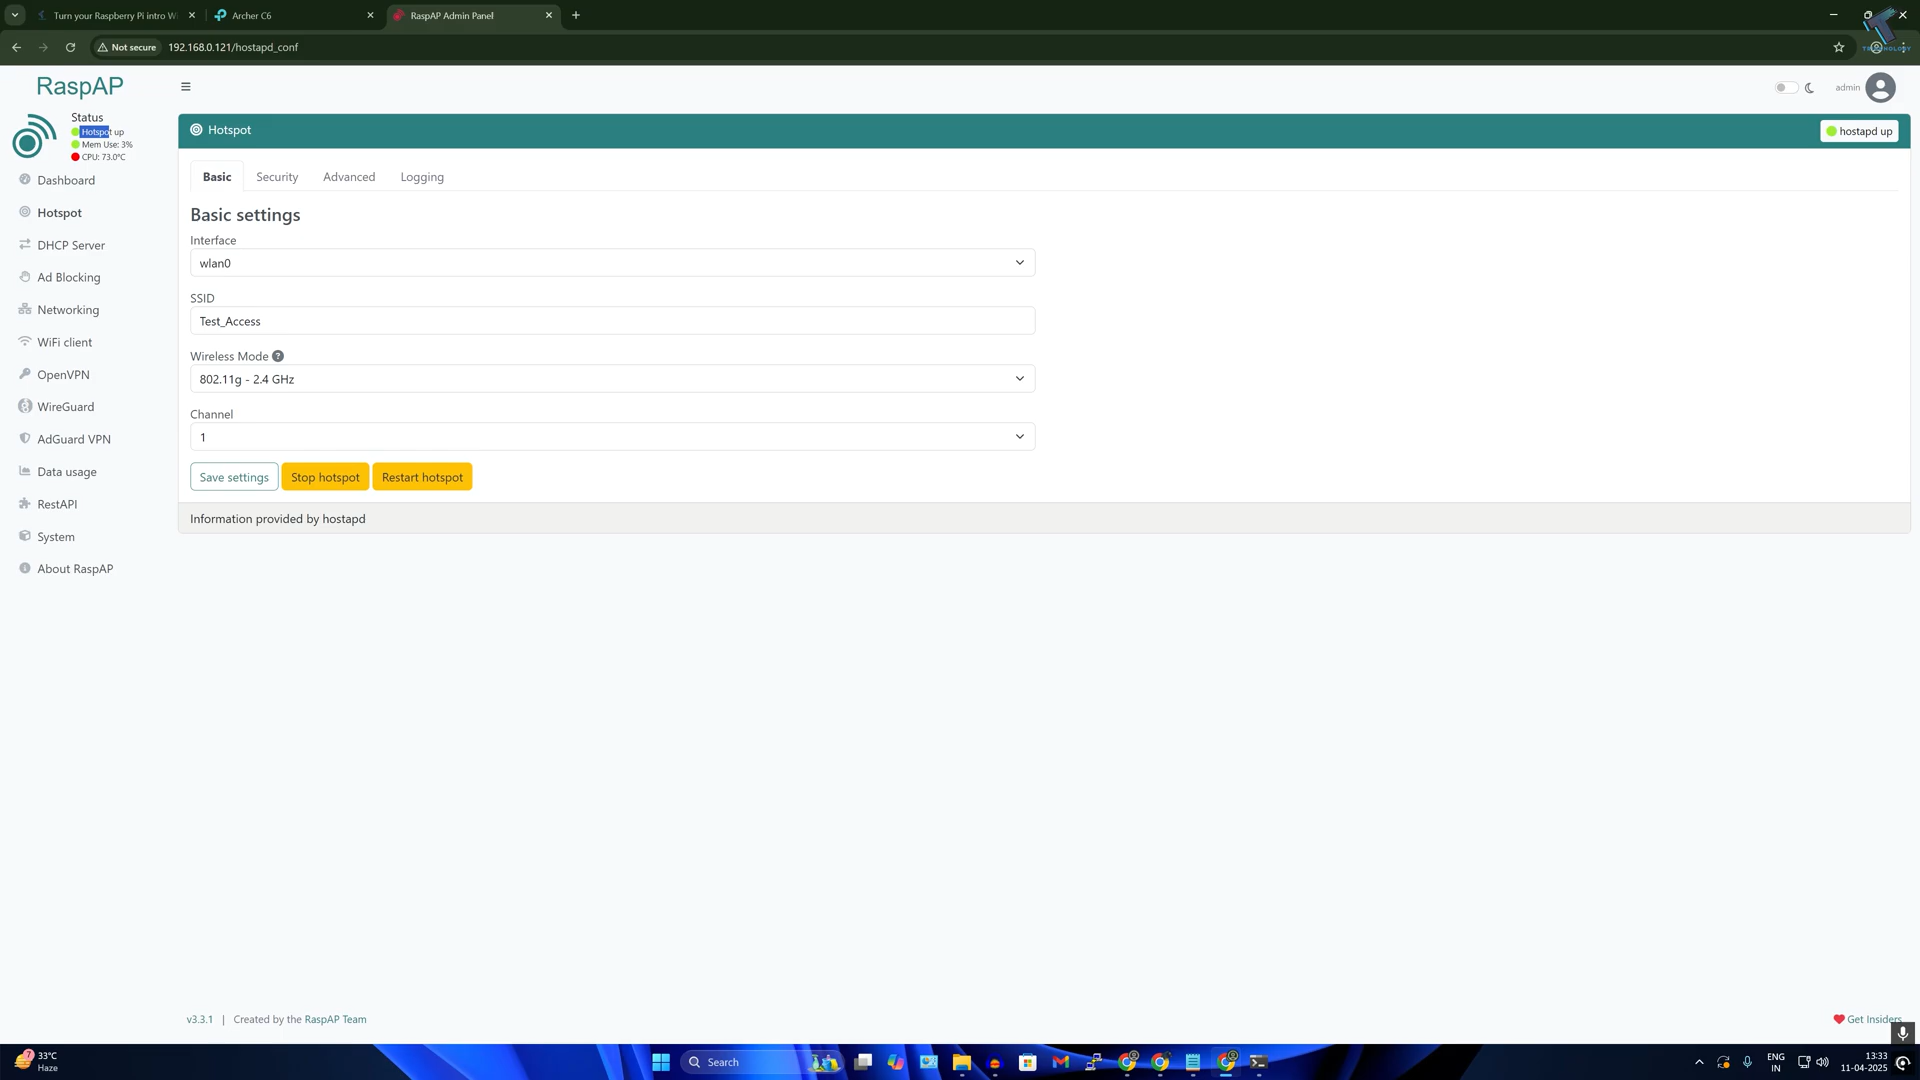 Turn your Raspberry Pi intro Wi
Archer C6
RaspAP Admin Panel
Not secure
192.168.0.121/hostapd_conf
RaspAP
admin
Status
Hotspot up
Mem Use: 3%
CPU: 73.0°C
Hotspot
hostapd up
Dashboard
Hotspot
DHCP Server
Ad Blocking
Networking
WiFi client
OpenVPN
WireGuard
AdGuard VPN
Data usage
RestAPI
System
About RaspAP
Basic
Security
Advanced
Logging
Basic settings
Interface
wlan0
SSID
Test_Access
Wireless Mode
802.11g - 2.4 GHz
Channel
1
Save settings
Stop hotspot
Restart hotspot
Information provided by hostapd
v3.3.1 | Created by the RaspAP Team
Get Insiders
7
33°C
Haze
Search
ENG
IN
13:33
11-04-2025